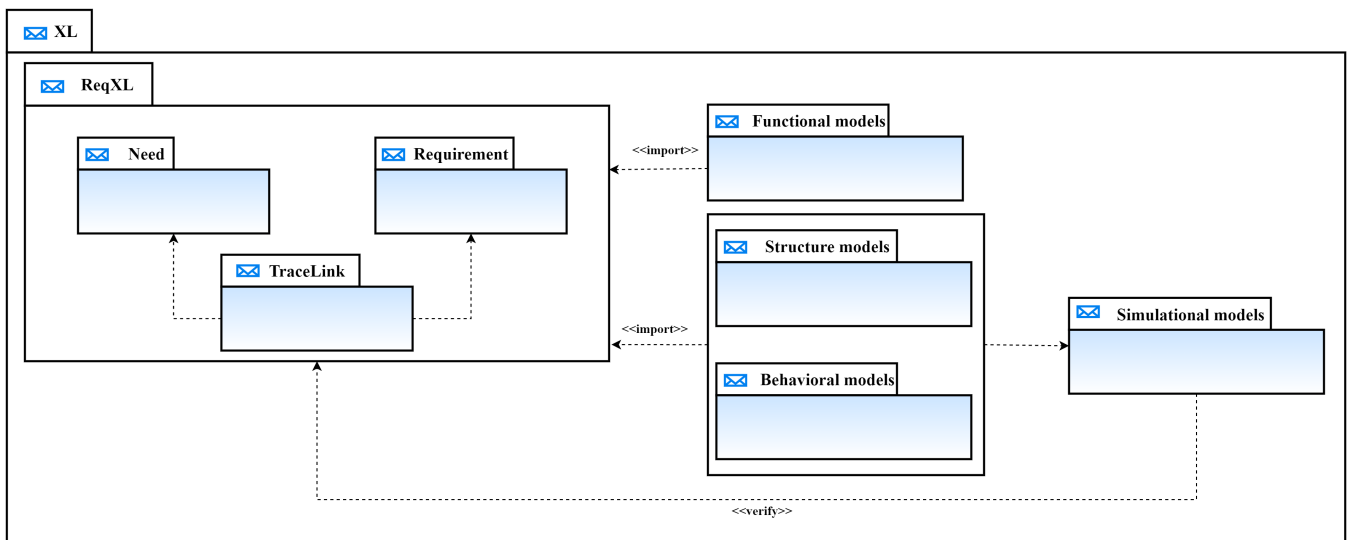 XL
ReqXL
Need
Requirement
TraceLink
<<import>>
Functional models
<<import>>
Structure models
Behavioral models
Simulational models
<<verify>>